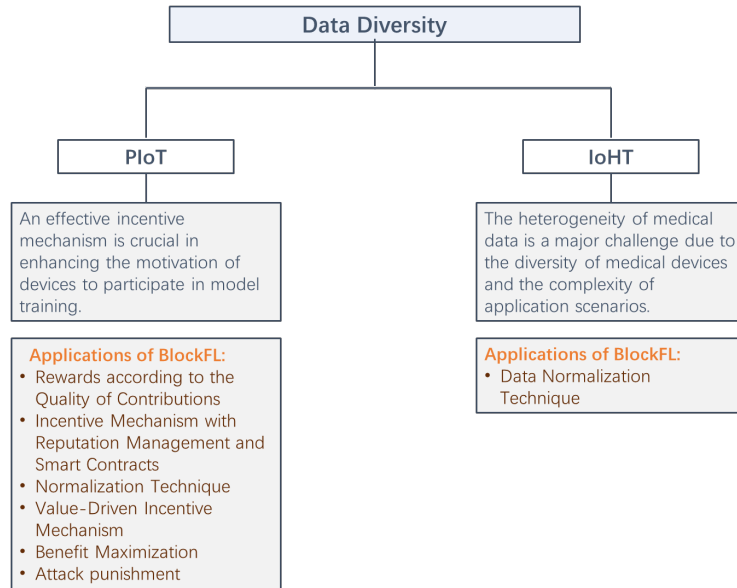 Data Diversity
PIoT
An effective incentive
mechanism is crucial in
enhancing the motivation of
devices to participate in model
training.
Applications of BlockFL:
• Rewards according to the
Quality of Contributions
• Incentive Mechanism with
Reputation Management and
Smart Contracts
• Normalization Technique
• Value-Driven Incentive
Mechanism
• Benefit Maximization
• Attack punishment
IoHT
The heterogeneity of medical
data is a major challenge due to
the diversity of medical devices
and the complexity of
application scenarios.
Applications of BlockFL:
• Data Normalization
Technique